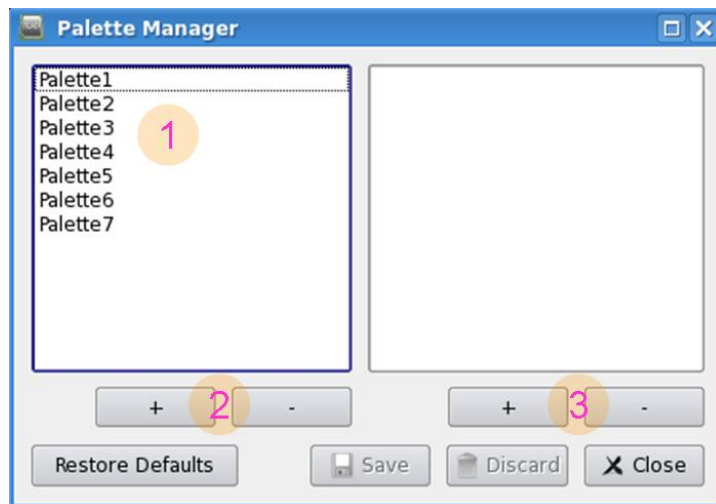 Palette Manager
Palette1
Palette2
Palette3
Palette4
Palette5
Palette6
Palette7
1
+ 2 -
+ 3 -
Restore Defaults
Save
Discard
Close